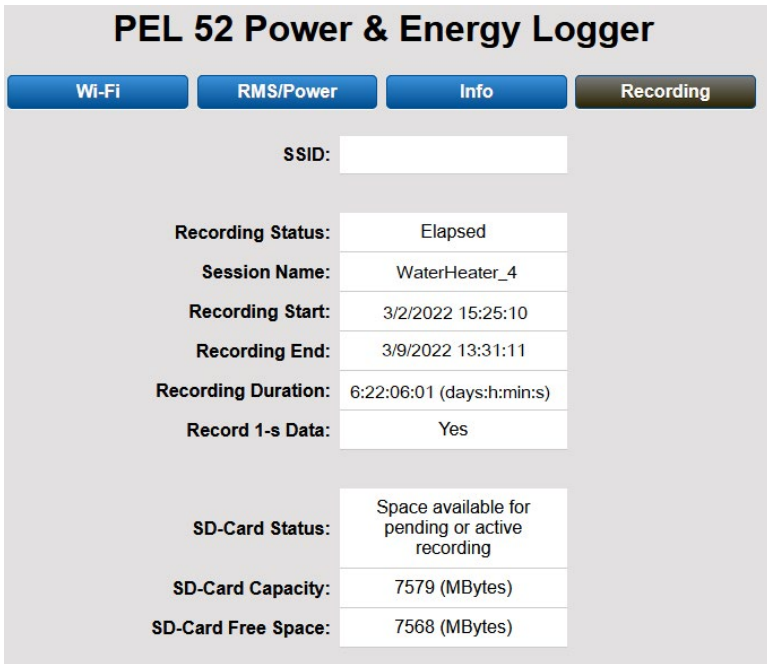 PEL 52 Power & Energy Logger
Wi-Fi RMS/Power Info Recording
SSID:
Recording Status: Elapsed
Session Name: WaterHeater_4
Recording Start: 3/2/2022 15:25:10
Recording End: 3/9/2022 13:31:11
Recording Duration: 6:22:06:01 (days:h:min:s)
Record 1-s Data: Yes
SD-Card Status: Space available for
pending or active
recording
SD-Card Capacity: 7579 (MBytes)
SD-Card Free Space: 7568 (MBytes)